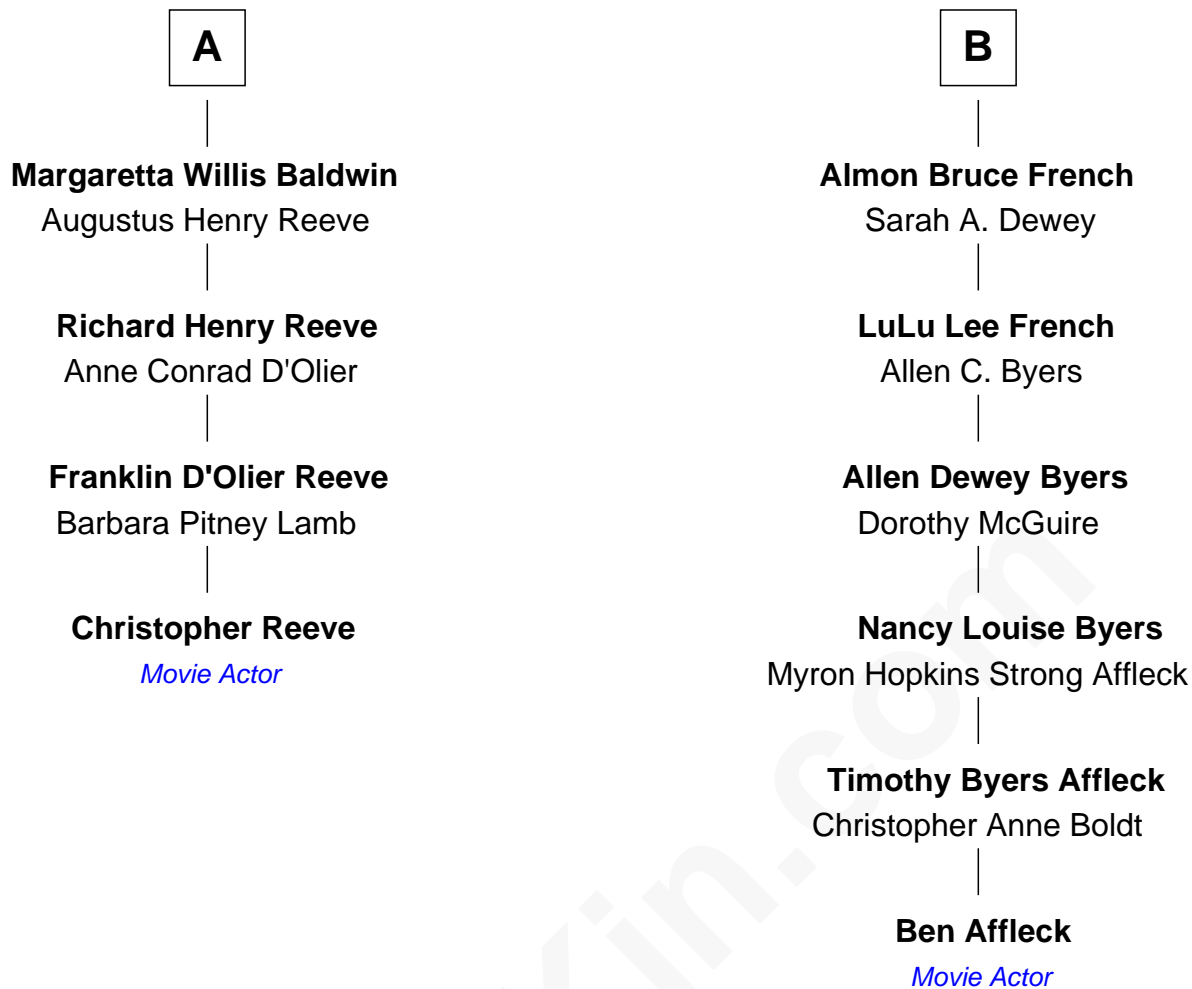 A
Margaretta Willis Baldwin
Augustus Henry Reeve
Richard Henry Reeve
Anne Conrad D'Olier
Franklin D'Olier Reeve
Barbara Pitney Lamb
Christopher Reeve
Movie Actor
B
Almon Bruce French
Sarah A. Dewey
LuLu Lee French
Allen C. Byers
Allen Dewey Byers
Dorothy McGuire
Nancy Louise Byers
Myron Hopkins Strong Affleck
Timothy Byers Affleck
Christopher Anne Boldt
Ben Affleck
Movie Actor
Kin.com